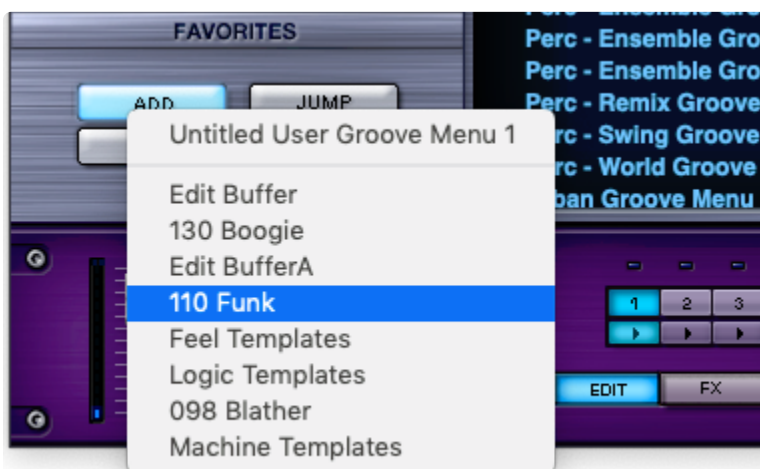 FAVORITES
ADD
JUMP
Perc - Ensemble Gro
Perc - Ensemble Gro
Perc - Remix Groove
rc - Swing Groove
rc - World Groove
ban Groove Menu
Untitled User Groove Menu 1
Edit Buffer
130 Boogie
Edit BufferA
110 Funk
Feel Templates
Logic Templates
098 Blather
Machine Templates
1 2 3
EDIT FX